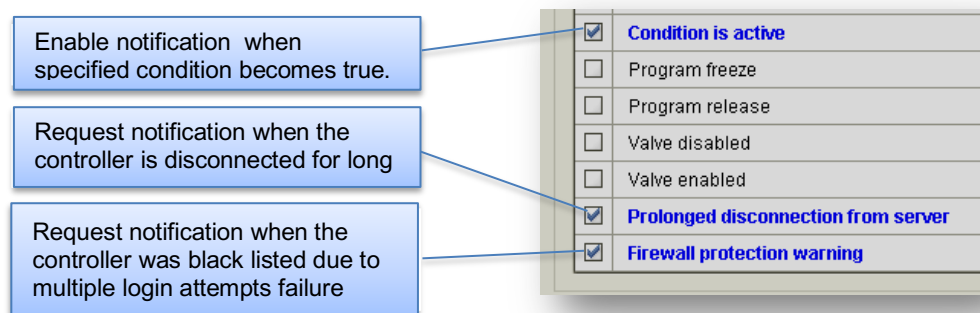 Enable notification when
specified condition becomes true.
Request notification when the
controller is disconnected for long
Request notification when the
controller was black listed due to
multiple login attempts failure
Condition is active
Program freeze
Program release
Valve disabled
Valve enabled
Prolonged disconnection from server
Firewall protection warning